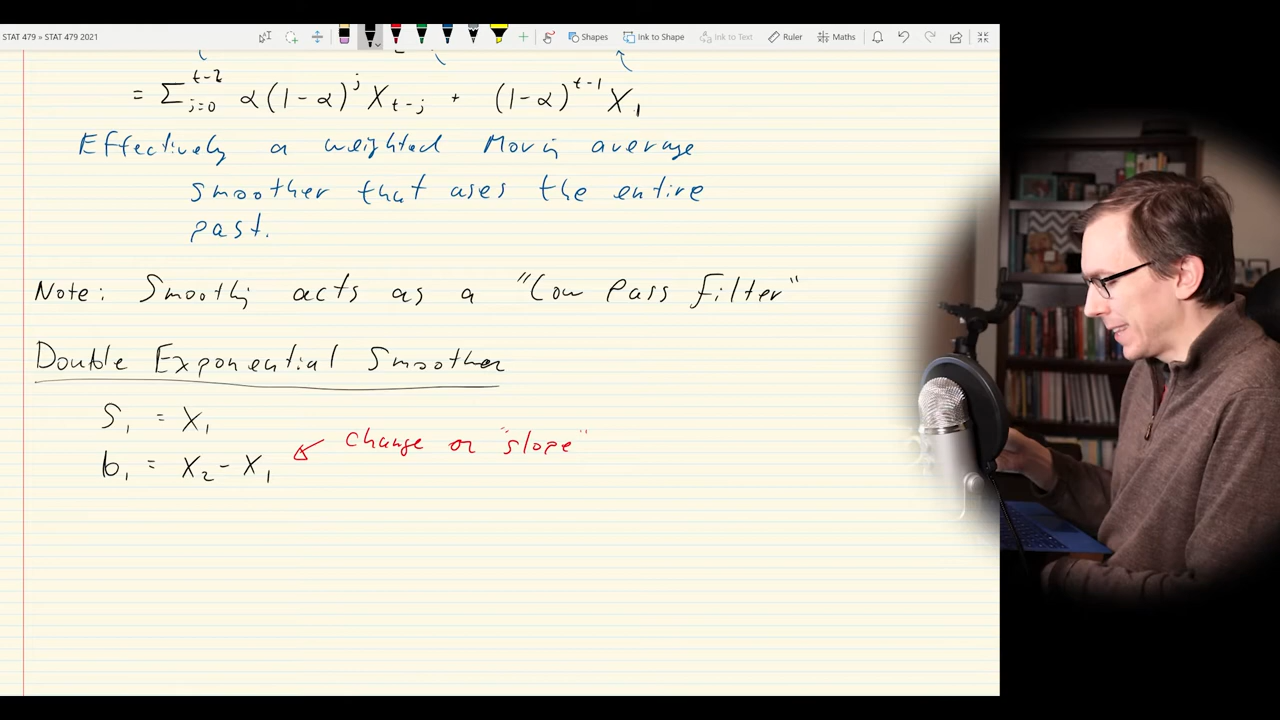 STAT 479 » STAT 479 2021
Shapes Ink to Shape Ink to Text Ruler Maths
= Σ_{j=0}^{t-2} α(1-α)^j X_{t-j} + (1-α)^{t-1} X_1
Effectively a weighted Movin average
smoother that uses the entire
past.
Note: Smoothing acts as a "Low Pass Filter"
Double Exponential Smoother
S_1 = X_1
b_1 = X_2 - X_1
change or "slope"